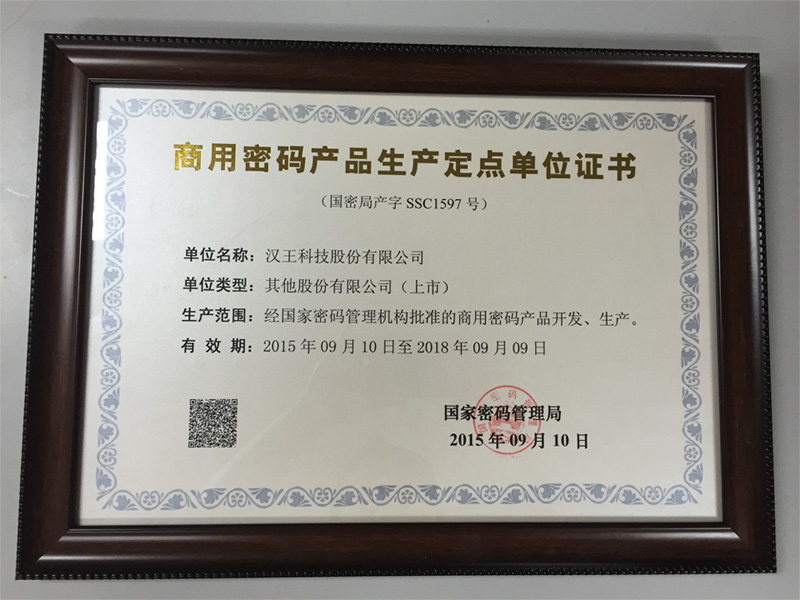 商用密码产品生产定点单位证书
（国密局产字 SSC1597 号）
单位名称：汉王科技股份有限公司
单位类型：其他股份有限公司（上市）
生产范围：经国家密码管理机构批准的商用密码产品开发、生产。
有 效 期：2015 年 09 月 10 日至 2018 年 09 月 09 日
国家密码管理局
2015 年 09 月 10 日